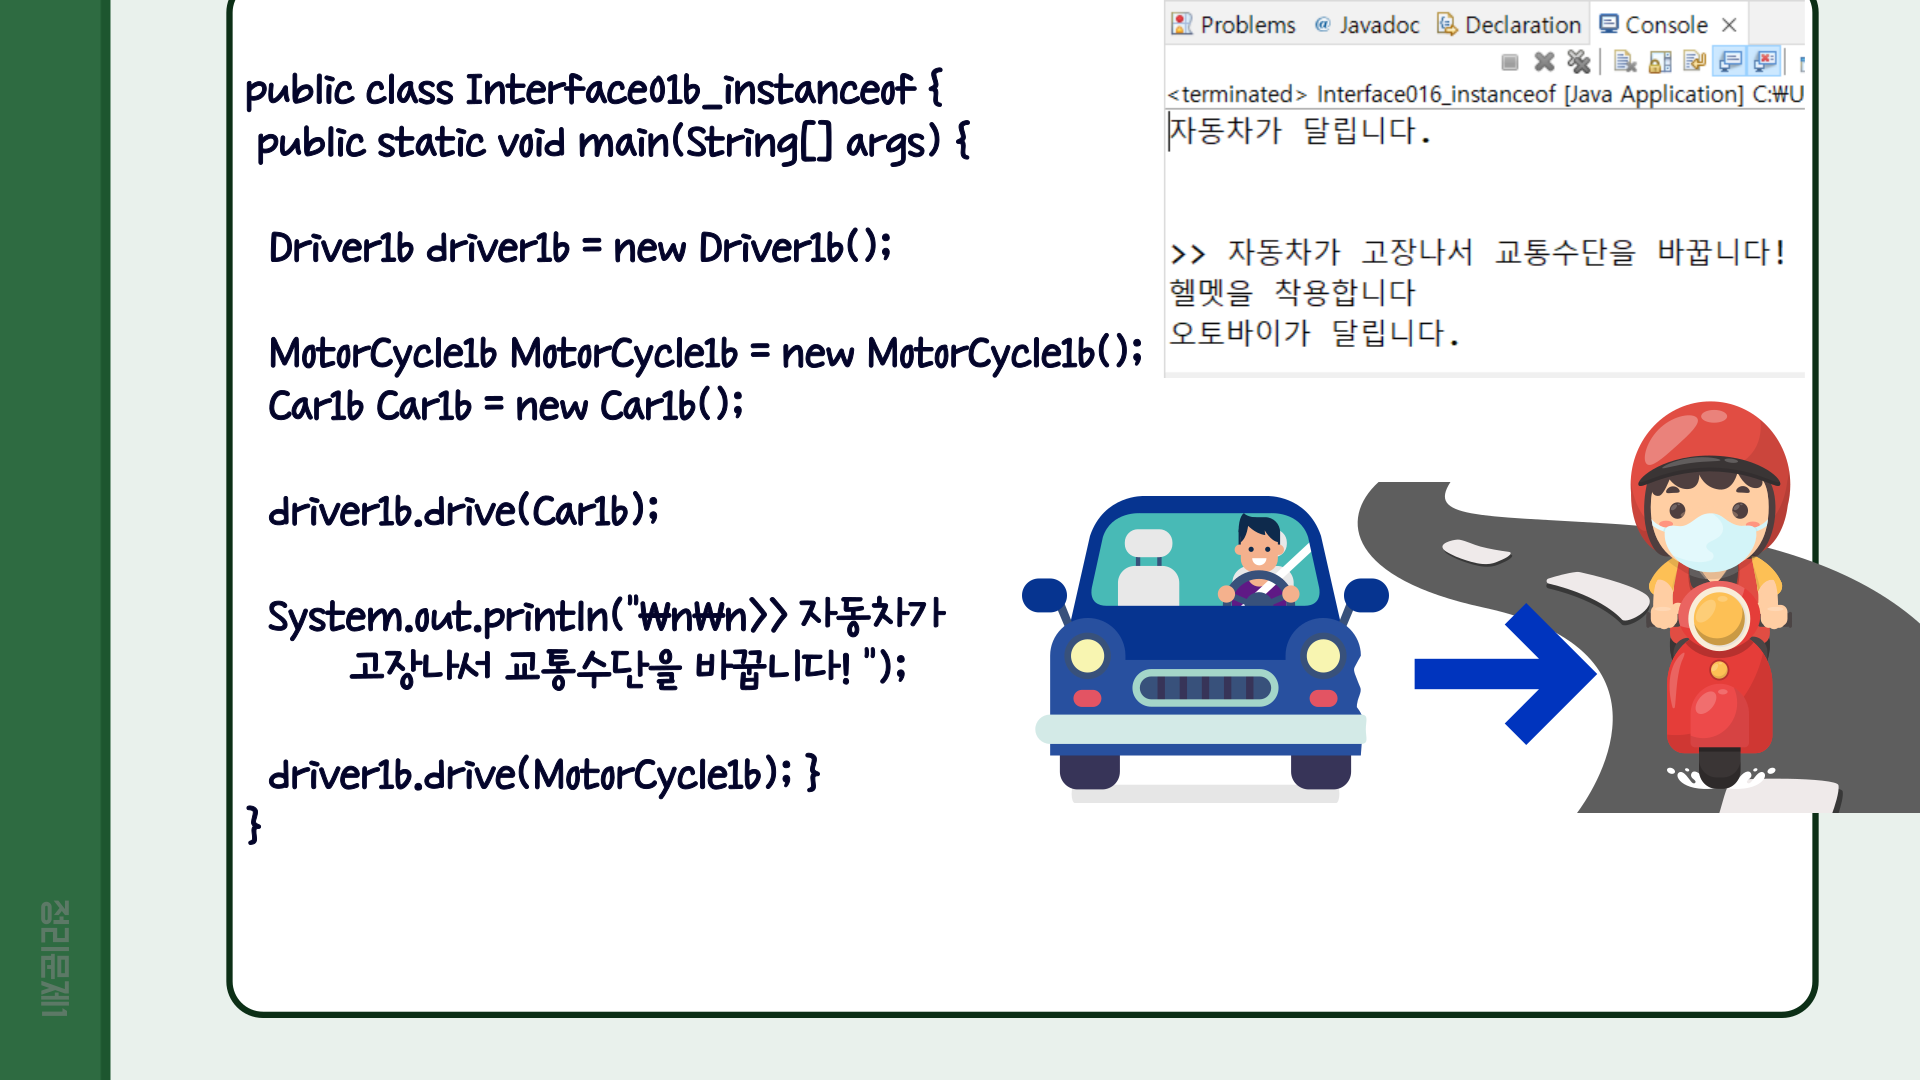 public class Interface01b_instanceof {
public static void main(String[] args) {
Driver1b driver1b = new Driver1b();
MotorCycle1b MotorCycle1b = new MotorCycle1b();
Car1b Car1b = new Car1b();
driver1b.drive(Car1b);
System.out.println("₩n₩n>> 자동차가
고장나서 교통수단을 바꿉니다! ");
driver1b.drive(MotorCycle1b); }
}
Problems @ Javadoc Declaration Console
<terminated> Interface016_instanceof [Java Application] C:₩U
자동차가 달립니다.
>> 자동차가 고장나서 교통수단을 바꿉니다!
헬멧을 착용합니다
오토바이가 달립니다.
정리문제1